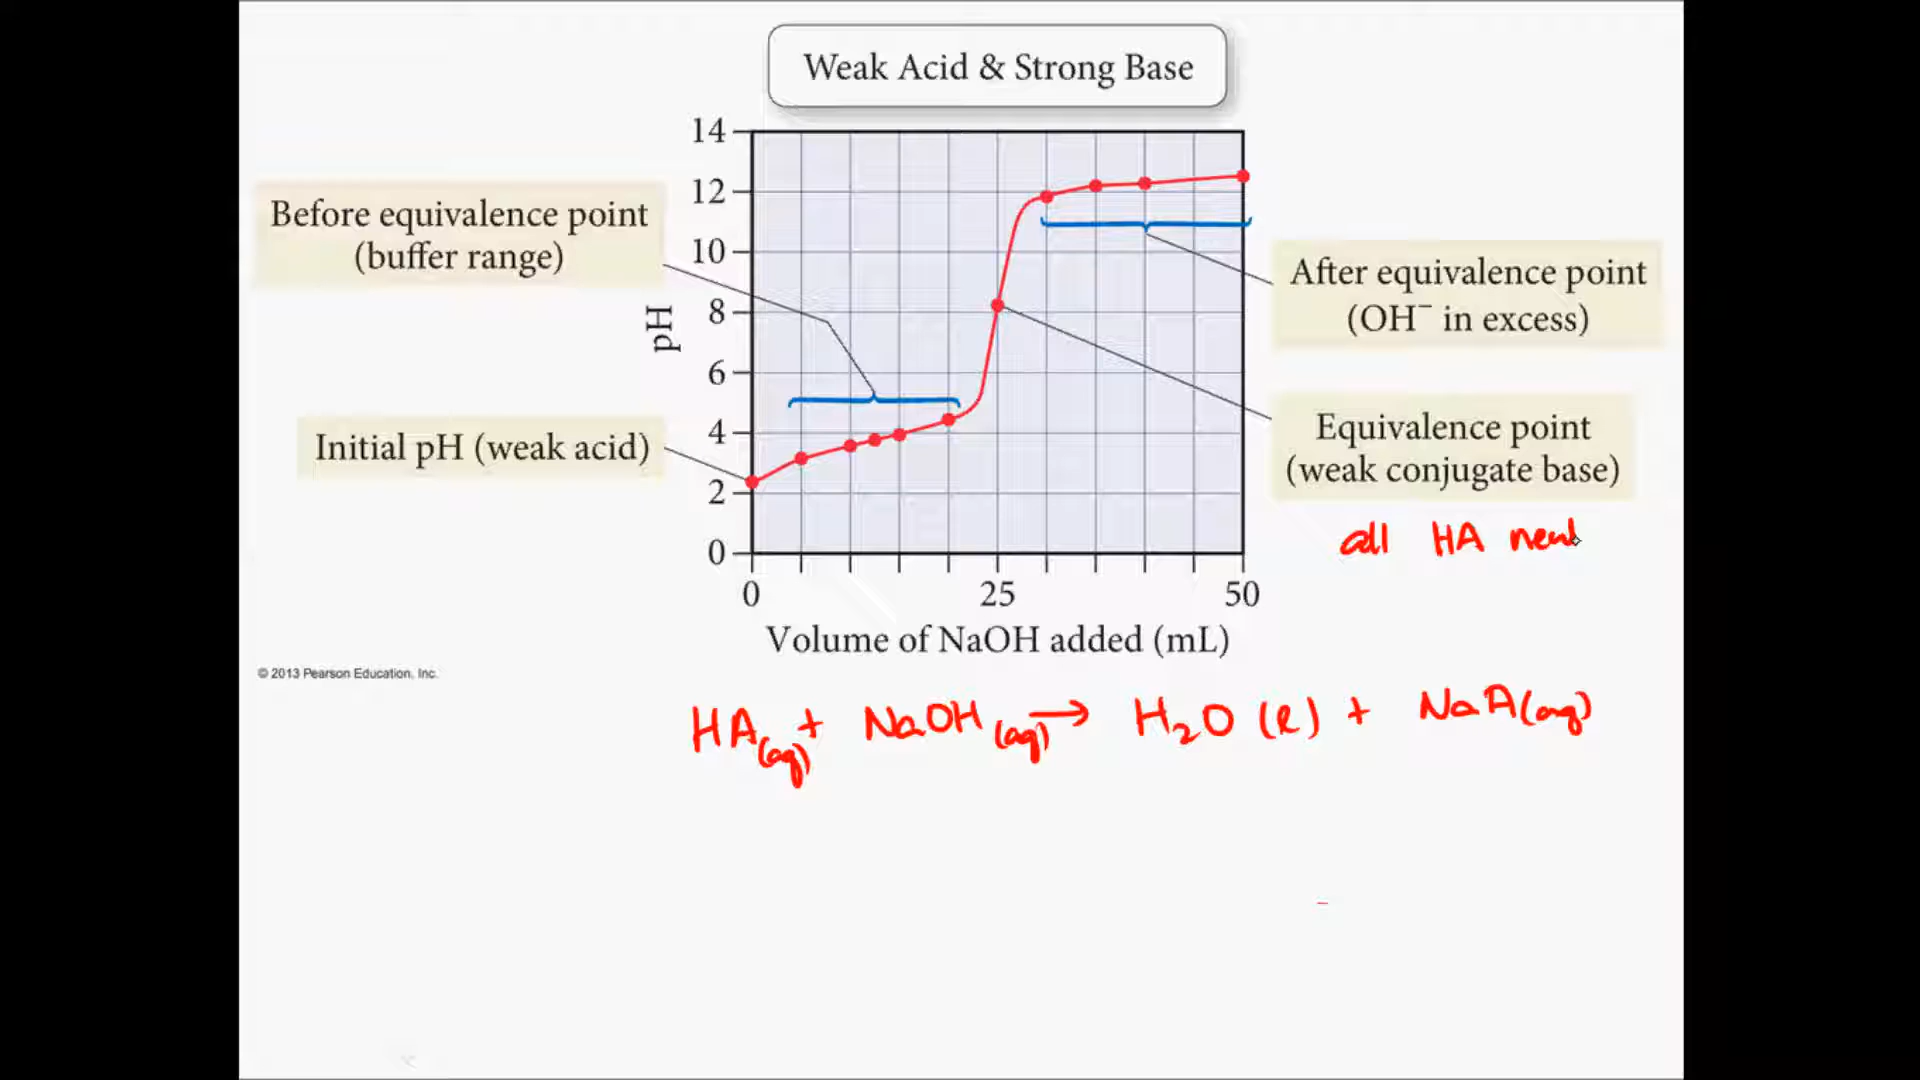 Weak Acid & Strong Base
14
12
10
8
6
4
2
0
pH
Before equivalence point
(buffer range)
Initial pH (weak acid)
After equivalence point
(OH⁻ in excess)
Equivalence point
(weak conjugate base)
all HA neut
0 25 50
Volume of NaOH added (mL)
© 2013 Pearson Education, Inc.
HA(aq) + NaOH(aq) → H₂O (l) + NaA(aq)